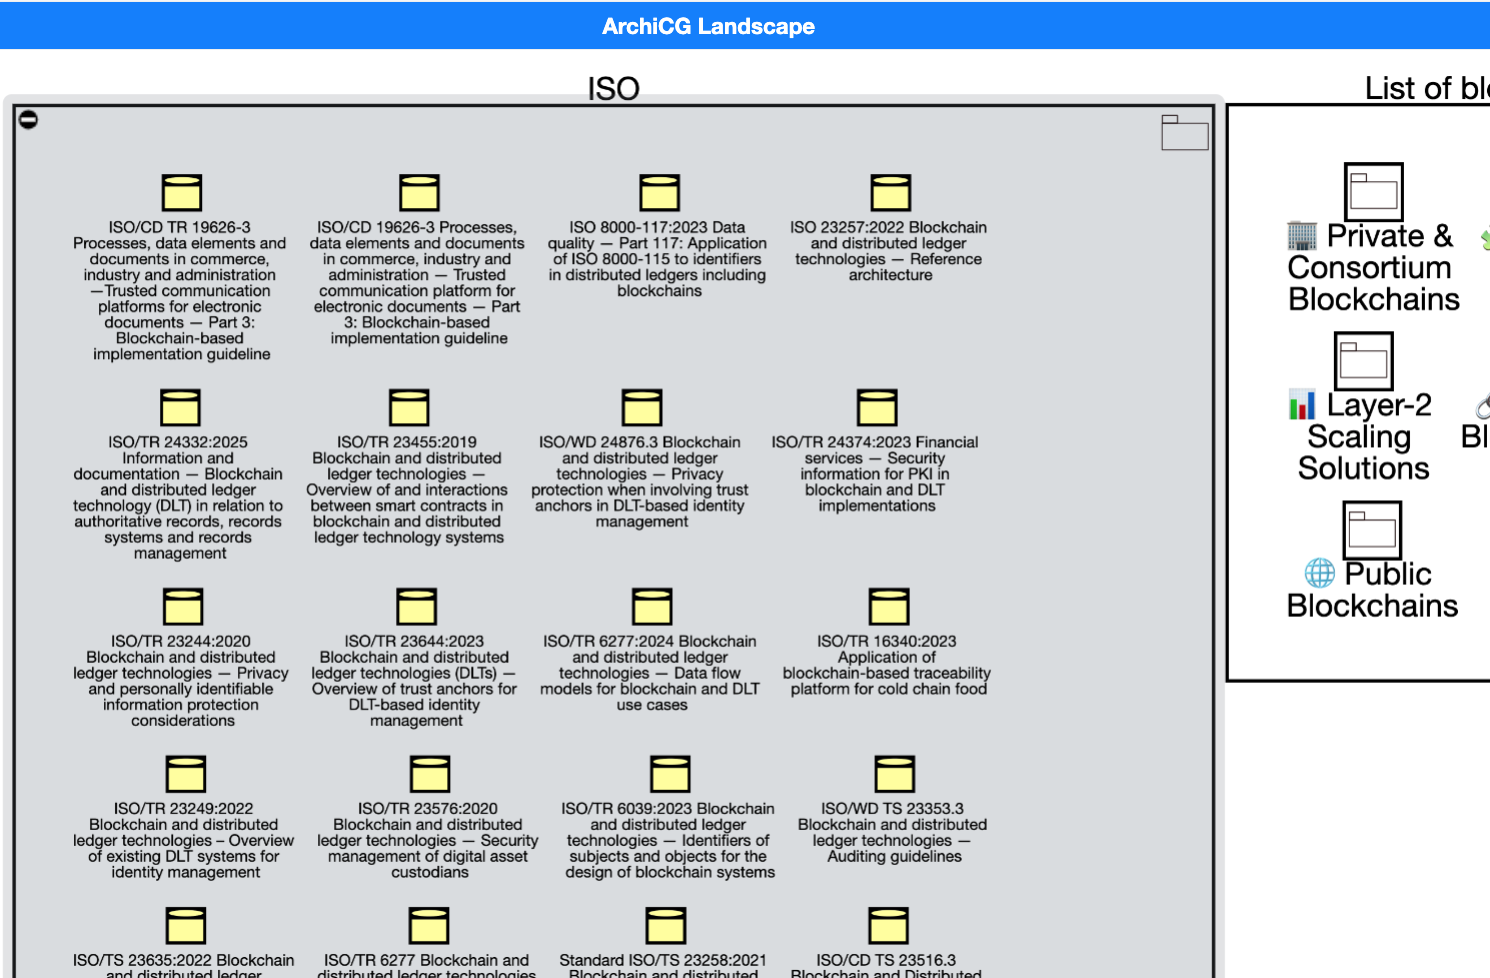 ArchiCG Landscape
ISO
ISO/CD TR 19626-3
Processes, data elements and
documents in commerce,
industry and administration
—Trusted communication
platforms for electronic
documents — Part 3:
Blockchain-based
implementation guideline
ISO/CD 19626-3 Processes,
data elements and documents
in commerce, industry and
administration — Trusted
communication platform for
electronic documents — Part
3: Blockchain-based
implementation guideline
ISO 8000-117:2023 Data
quality — Part 117: Application
of ISO 8000-115 to identifiers
in distributed ledgers including
blockchains
ISO 23257:2022 Blockchain
and distributed ledger
technologies — Reference
architecture
ISO/TR 24332:2025
Information and
documentation — Blockchain
and distributed ledger
technology (DLT) in relation to
authoritative records, records
systems and records
management
ISO/TR 23455:2019
Blockchain and distributed
ledger technologies —
Overview of and interactions
between smart contracts in
blockchain and distributed
ledger technology systems
ISO/WD 24876.3 Blockchain
and distributed ledger
technologies — Privacy
protection when involving trust
anchors in DLT-based identity
management
ISO/TR 24374:2023 Financial
services — Security
information for PKI in
blockchain and DLT
implementations
ISO/TR 23244:2020
Blockchain and distributed
ledger technologies — Privacy
and personally identifiable
information protection
considerations
ISO/TR 23644:2023
Blockchain and distributed
ledger technologies (DLTs) —
Overview of trust anchors for
DLT-based identity
management
ISO/TR 6277:2024 Blockchain
and distributed ledger
technologies — Data flow
models for blockchain and DLT
use cases
ISO/TR 16340:2023
Application of
blockchain-based traceability
platform for cold chain food
ISO/TR 23249:2022
Blockchain and distributed
ledger technologies – Overview
of existing DLT systems for
identity management
ISO/TR 23576:2020
Blockchain and distributed
ledger technologies — Security
management of digital asset
custodians
ISO/TR 6039:2023 Blockchain
and distributed ledger
technologies — Identifiers of
subjects and objects for the
design of blockchain systems
ISO/WD TS 23353.3
Blockchain and distributed
ledger technologies —
Auditing guidelines
ISO/TS 23635:2022 Blockchain
and distributed ledger
ISO/TR 6277 Blockchain and
distributed ledger technologies
Standard ISO/TS 23258:2021
Blockchain and distributed
ISO/CD TS 23516.3
Blockchain and Distributed
List of bl
🏢 Private &
Consortium
Blockchains
📊 Layer-2
Scaling
Solutions
Bl
🌐 Public
Blockchains